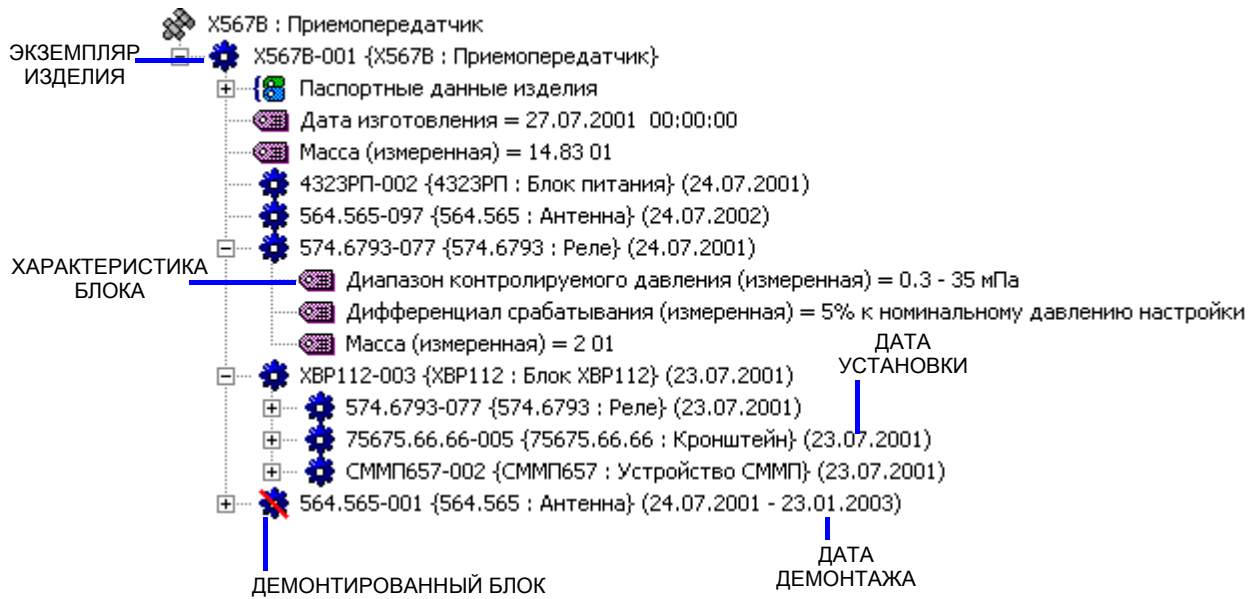 Х567В : Приемопередатчик
ЭКЗЕМПЛЯР
ИЗДЕЛИЯ
Х567В-001 {Х567В : Приемопередатчик}
Паспортные данные изделия
Дата изготовления = 27.07.2001 00:00:00
Масса (измеренная) = 14.83 01
4323РП-002 {4323РП : Блок питания} (24.07.2001)
564.565-097 {564.565 : Антенна} (24.07.2002)
574.6793-077 {574.6793 : Реле} (24.07.2001)
ХАРАКТЕРИСТИКА
БЛОКА
Диапазон контролируемого давления (измеренная) = 0.3 - 35 мПа
Дифференциал срабатывания (измеренная) = 5% к номинальному давлению настройки
Масса (измеренная) = 2 01
ДАТА
УСТАНОВКИ
ХВР112-003 {ХВР112 : Блок ХВР112} (23.07.2001)
574.6793-077 {574.6793 : Реле} (23.07.2001)
75675.66.66-005 {75675.66.66 : Кронштейн} (23.07.2001)
СММП657-002 {СММП657 : Устройство СММП} (23.07.2001)
564.565-001 {564.565 : Антенна} (24.07.2001 - 23.01.2003)
ДАТА
ДЕМОНТАЖА
ДЕМОНТИРОВАННЫЙ БЛОК